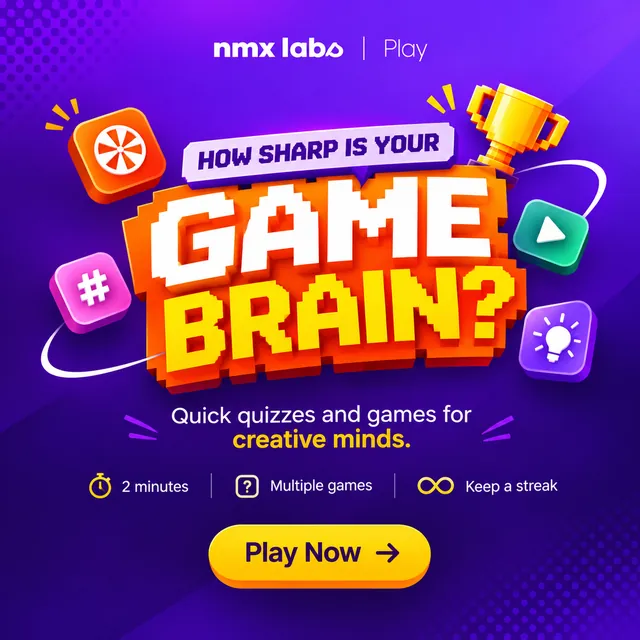 nmx labs | Play
HOW SHARP IS YOUR
GAME
BRAIN?
#
Quick quizzes and games for
creative minds.
2 minutes
? Multiple games
Keep a streak
Play Now →